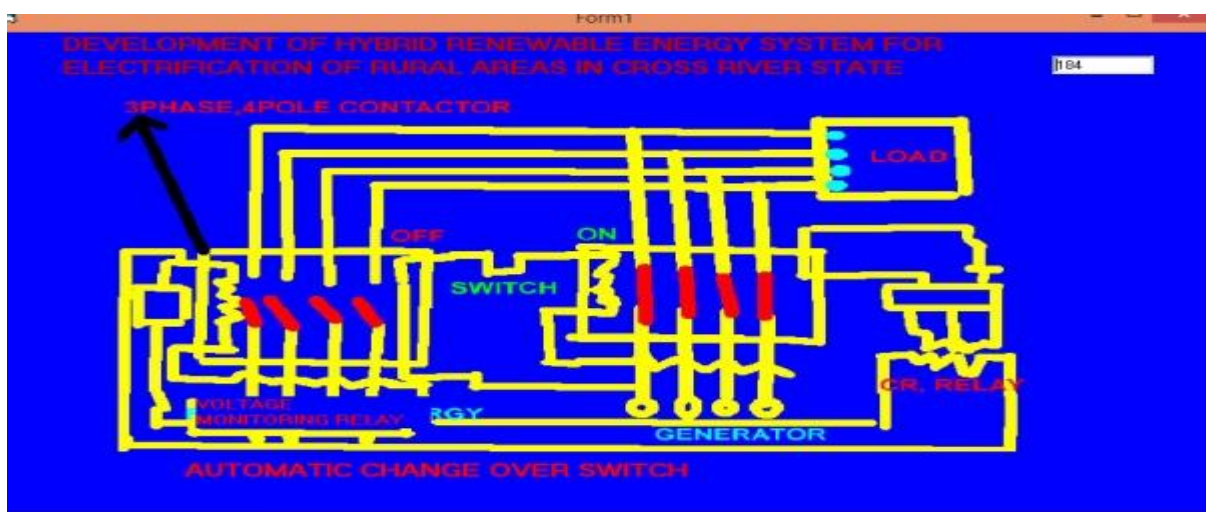 Form1
DEVELOPMENT OF HYBRID RENEWABLE ENERGY SYSTEM FOR
ELECTRIFICATION OF RURAL AREAS IN CROSS RIVER STATE
184
3PHASE,4POLE CONTACTOR
LOAD
OFF
ON
SWITCH
CR, RELAY
VOLTAGE
MONITORING RELAY
RGY
GENERATOR
AUTOMATIC CHANGE OVER SWITCH